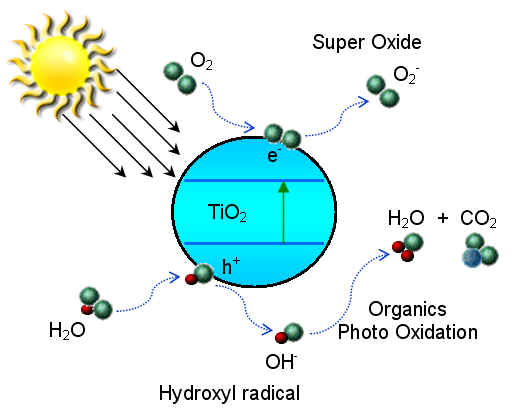 Super Oxide
O₂
O₂⁻
e⁻
TiO₂
H₂O + CO₂
h⁺
H₂O
Organics
Photo Oxidation
OH⁻
Hydroxyl radical